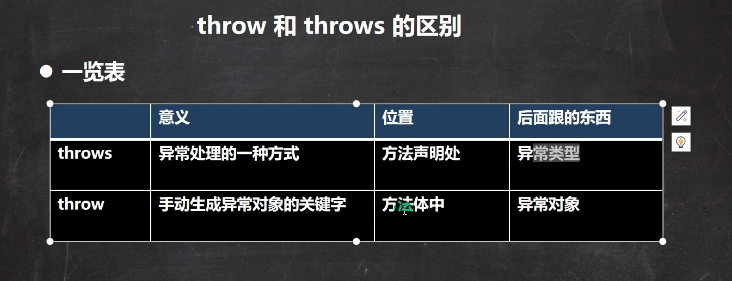 throw 和 throws 的区别
一览表
意义 位置 后面跟的东西
throws 异常处理的一种方式 方法声明处 异常类型
throw 手动生成异常对象的关键字 方法体中 异常对象